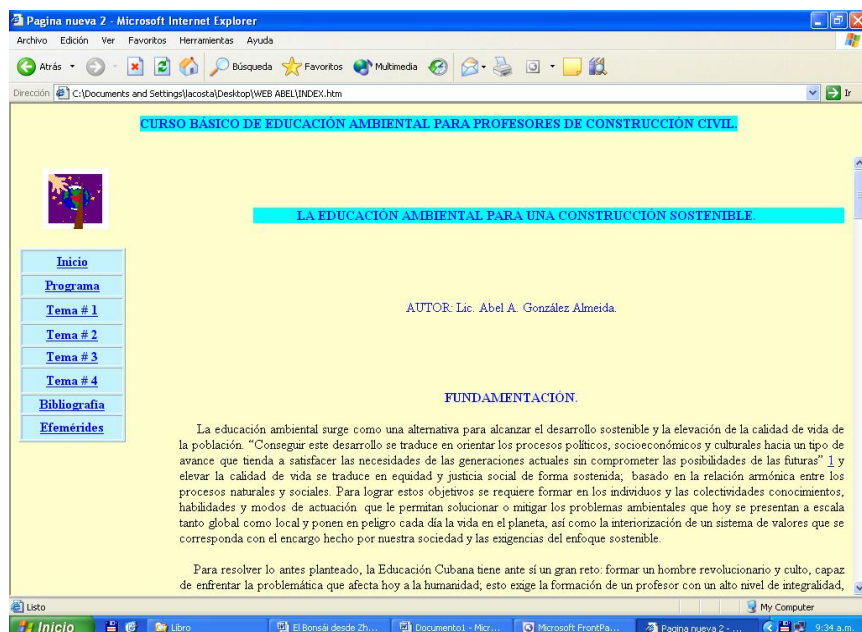 Pagina nueva 2 - Microsoft Internet Explorer
Archivo Edición Ver Favoritos Herramientas Ayuda
Atrás Búsqueda Favoritos Multimedia
Dirección C:\Documents and Settings\lacosta\Desktop\WEB ABEL\INDEX.htm Ir
CURSO BÁSICO DE EDUCACIÓN AMBIENTAL PARA PROFESORES DE CONSTRUCCIÓN CIVIL.
LA EDUCACIÓN AMBIENTAL PARA UNA CONSTRUCCIÓN SOSTENIBLE.
Inicio
Programa
Tema # 1
Tema # 2
Tema # 3
Tema # 4
Bibliografia
Efemérides
AUTOR: Lic. Abel A. González Almeida.
FUNDAMENTACIÓN.
La educación ambiental surge como una alternativa para alcanzar el desarrollo sostenible y la elevación de la calidad de vida de
la población. “Conseguir este desarrollo se traduce en orientar los procesos políticos, socioeconómicos y culturales hacia un tipo de
avance que tienda a satisfacer las necesidades de las generaciones actuales sin comprometer las posibilidades de las futuras” 1 y
elevar la calidad de vida se traduce en equidad y justicia social de forma sostenida; basado en la relación armónica entre los
procesos naturales y sociales. Para lograr estos objetivos se requiere formar en los individuos y las colectividades conocimientos,
habilidades y modos de actuación que le permitan solucionar o mitigar los problemas ambientales que hoy se presentan a escala
tanto global como local y ponen en peligro cada día la vida en el planeta, así como la interiorización de un sistema de valores que se
corresponda con el encargo hecho por nuestra sociedad y las exigencias del enfoque sostenible.
Para resolver lo antes planteado, la Educación Cubana tiene ante sí un gran reto: formar un hombre revolucionario y culto, capaz
de enfrentar la problemática que afecta hoy a la humanidad; esto exige la formación de un profesor con un alto nivel de integralidad,
Listo My Computer
Inicio Libro El Bonsái desde Zh... Documento1 - Micr... Microsoft FrontPa... Pagina nueva 2 - ... 9:34 a.m.